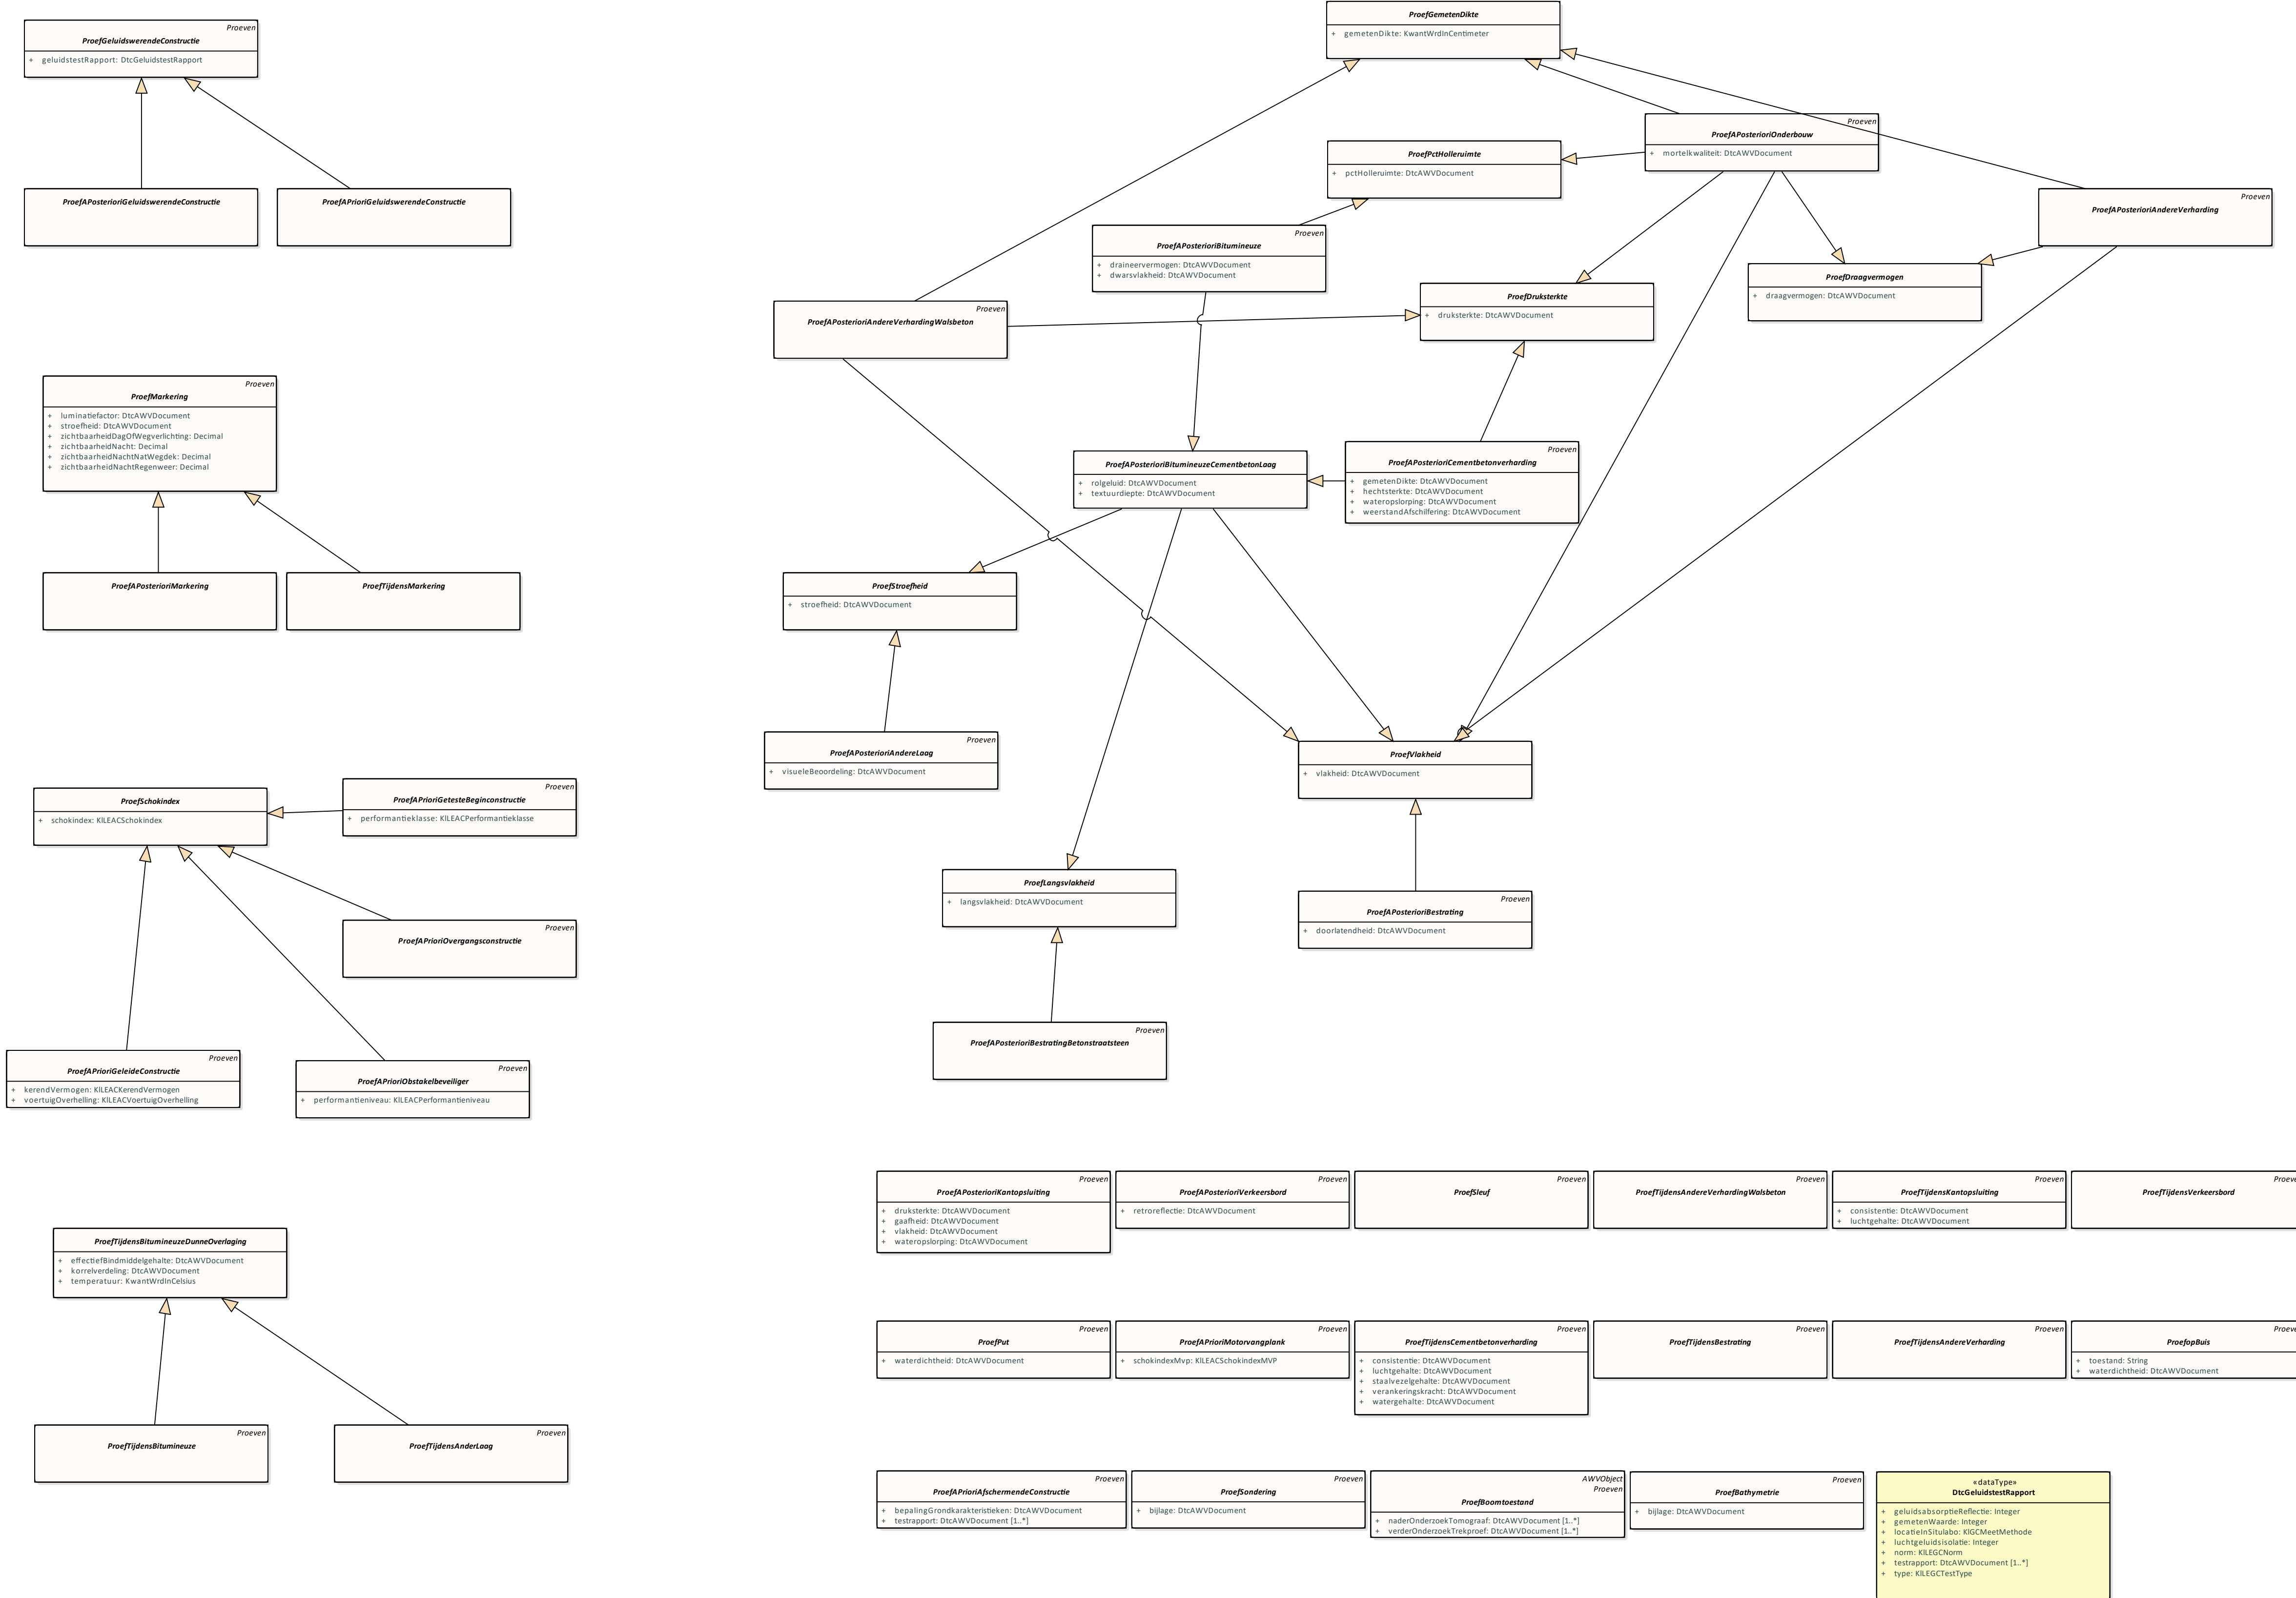 Proeven
ProefGeluidswerendeConstructie
+ geluidstestRapport: DtcGeluidstestRapport
ProefAPosterioriGeluidswerendeConstructie
ProefAPrioriGeluidswerendeConstructie
Proeven
ProefMarkering
+ luminatiefactor: DtcAWVDocument
+ stroefheid: DtcAWVDocument
+ zichtbaarheidDagOfWegverlichting: Decimal
+ zichtbaarheidNacht: Decimal
+ zichtbaarheidNachtNatWegdek: Decimal
+ zichtbaarheidNachtRegenweer: Decimal
ProefAPosterioriMarkering
ProefTijdensMarkering
ProefSchokindex
+ schokindex: KlLEACSchokindex
Proeven
ProefAPrioriGetesteBeginconstructie
+ performantieklasse: KlLEACPerformantieklasse
Proeven
ProefAPrioriOvergangsconstructie
Proeven
ProefAPrioriGeleideConstructie
+ kerendVermogen: KlLEACKerendVermogen
+ voertuigOverhelling: KlLEACVoertuigOverhelling
Proeven
ProefAPrioriObstakelbeveiliger
+ performantieniveau: KlLEACPerformantieniveau
ProefTijdensBitumineuzeDunneOverlaging
+ effectiefBindmiddelgehalte: DtcAWVDocument
+ korrelverdeling: DtcAWVDocument
+ temperatuur: KwantWrdInCelsius
Proeven
ProefTijdensBitumineuze
Proeven
ProefTijdensAnderLaag
ProefGemetenDikte
+ gemetenDikte: KwantWrdInCentimeter
Proeven
ProefAPosterioriOnderbouw
+ mortelkwaliteit: DtcAWVDocument
ProefPctHolleruimte
+ pctHolleruimte: DtcAWVDocument
Proeven
ProefAPosterioriAndereVerharding
Proeven
ProefAPosterioriBitumineuze
+ draineervermogen: DtcAWVDocument
+ dwarsvlakheid: DtcAWVDocument
ProefDraagvermogen
+ draagvermogen: DtcAWVDocument
ProefDruksterkte
+ druksterkte: DtcAWVDocument
Proeven
ProefAPosterioriAndereVerhardingWalsbeton
ProefAPosterioriBitumineuzeCementbetonLaag
+ rolgeluid: DtcAWVDocument
+ textuurdiepte: DtcAWVDocument
Proeven
ProefAPosterioriCementbetonverharding
+ gemetenDikte: DtcAWVDocument
+ hechtsterkte: DtcAWVDocument
+ wateropslorping: DtcAWVDocument
+ weerstandAfschilfering: DtcAWVDocument
ProefStroefheid
+ stroefheid: DtcAWVDocument
Proeven
ProefAPosterioriAndereLaag
+ visueleBeoordeling: DtcAWVDocument
ProefVlakheid
+ vlakheid: DtcAWVDocument
ProefLangsvlakheid
+ langsvlakheid: DtcAWVDocument
Proeven
ProefAPosterioriBestrating
+ doorlatendheid: DtcAWVDocument
Proeven
ProefAPosterioriBestratingBetonstraatsteen
Proeven
ProefAPosterioriKantopsluiting
+ druksterkte: DtcAWVDocument
+ gaafheid: DtcAWVDocument
+ vlakheid: DtcAWVDocument
+ wateropslorping: DtcAWVDocument
Proeven
ProefAPosterioriVerkeersbord
+ retroreflectie: DtcAWVDocument
Proeven
ProefSleuf
Proeven
ProefTijdensAndereVerhardingWalsbeton
Proeven
ProefTijdensKantopsluiting
+ consistentie: DtcAWVDocument
+ luchtgehalte: DtcAWVDocument
ProefTijdensVerkeersbord
Proeven
ProefPut
+ waterdichtheid: DtcAWVDocument
Proeven
ProefAPrioriMotorvangplank
+ schokindexMvp: KlLEACSchokindexMVP
Proeven
ProefTijdensCementbetonverharding
+ consistentie: DtcAWVDocument
+ luchtgehalte: DtcAWVDocument
+ staalvezelgehalte: DtcAWVDocument
+ verankeringskracht: DtcAWVDocument
+ watergehalte: DtcAWVDocument
Proeven
ProefTijdensBestrating
Proeven
ProefTijdensAndereVerharding
ProefopBuis
+ toestand: String
+ waterdichtheid: DtcAWVDocument
Proeven
ProefAPrioriAfschermendeConstructie
+ bepalingGrondkarakteristieken: DtcAWVDocument
+ testrapport: DtcAWVDocument [1..*]
Proeven
ProefSondering
+ bijlage: DtcAWVDocument
AWVObject
Proeven
ProefBoomtoestand
+ naderOnderzoekTomograaf: DtcAWVDocument [1..*]
+ verderOnderzoekTrekproef: DtcAWVDocument [1..*]
Proeven
ProefBathymetrie
+ bijlage: DtcAWVDocument
«dataType»
DtcGeluidstestRapport
+ geluidsabsorptieReflectie: Integer
+ gemetenWaarde: Integer
+ locatieInSitulabo: KlGCMeetMethode
+ luchtgeluidsisolatie: Integer
+ norm: KlLEGCNorm
+ testrapport: DtcAWVDocument [1..*]
+ type: KlLEGCTestType